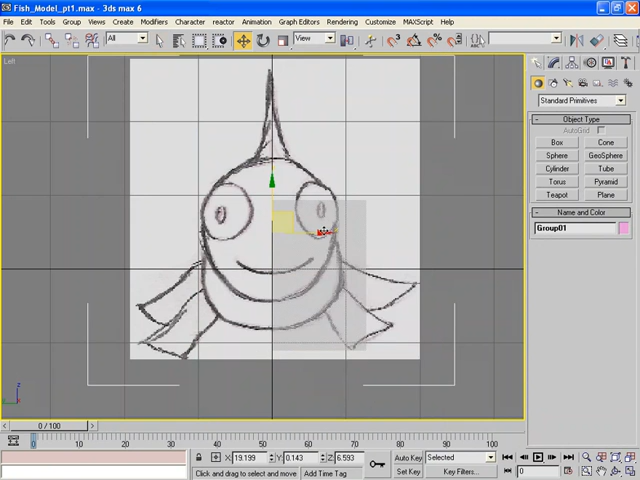 Fish_Model_pt1.max - 3ds max 6
File Edit Tools Group Views Create Modifiers Character reactor Animation Graph Editors Rendering Customize MAXScript Help
All View
Left
Standard Primitives
Object Type
AutoGrid
Box Cone
Sphere GeoSphere
Cylinder Tube
Torus Pyramid
Teapot Plane
Name and Color
Group01
0 / 100
10 20 30 40 50 60 70 80 90 100
X: 19.199 Y: 0.143 Z: 6.593 Auto Key Selected
Click and drag to select and move Add Time Tag Set Key Key Filters... 0